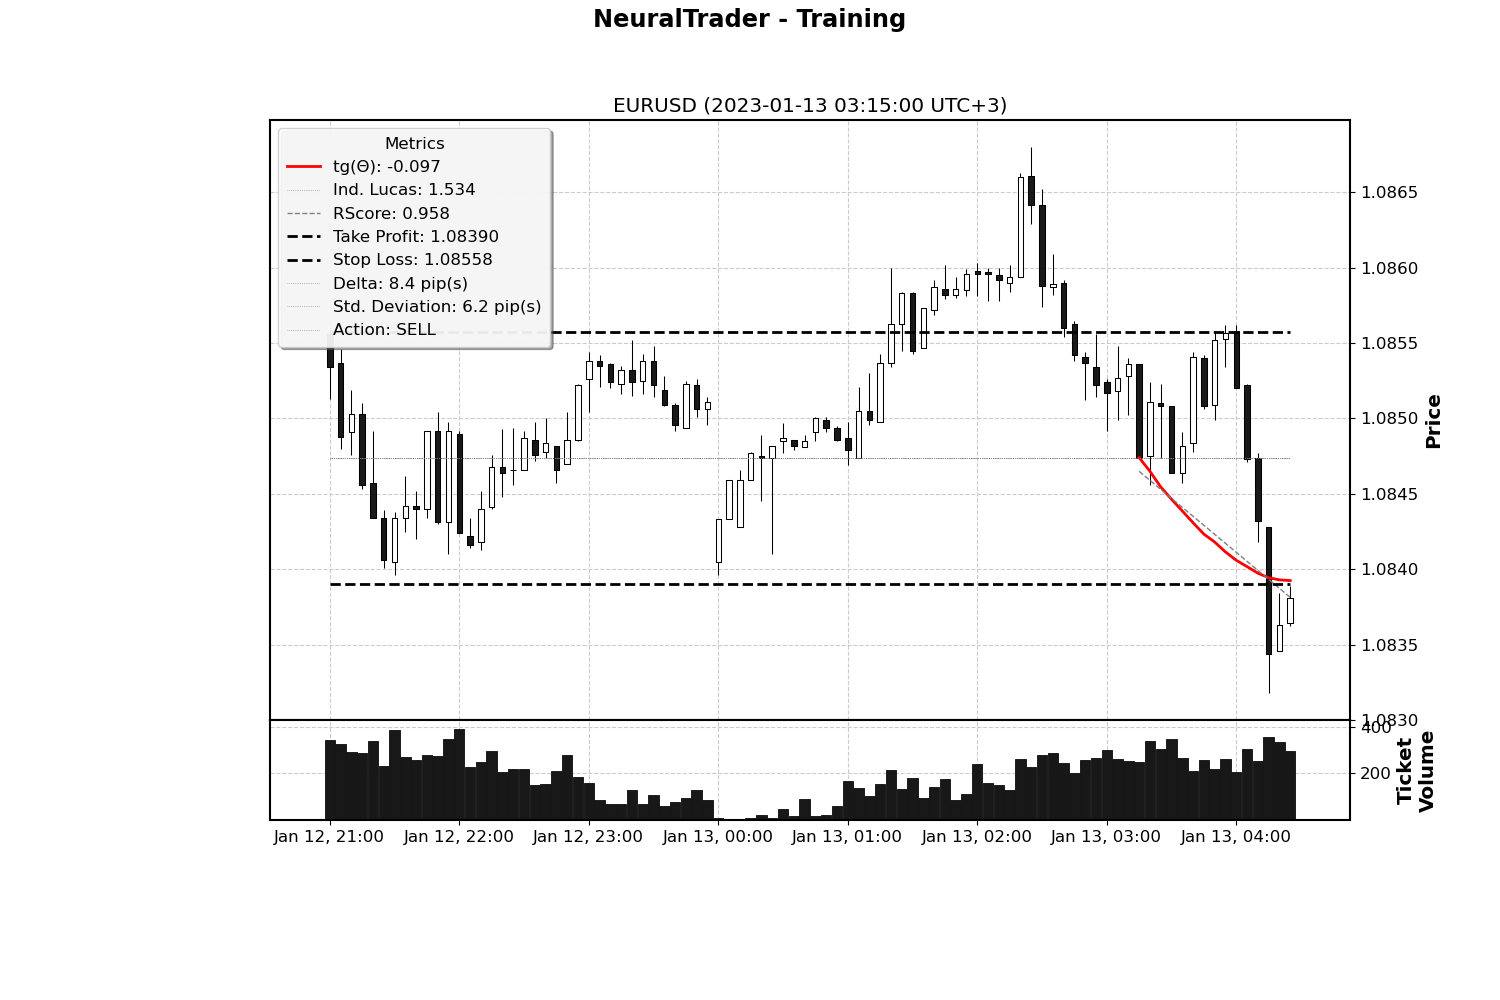 NeuralTrader - Training
EURUSD (2023-01-13 03:15:00 UTC+3)
Metrics
tg(Θ): -0.097
Ind. Lucas: 1.534
RScore: 0.958
Take Profit: 1.08390
Stop Loss: 1.08558
Delta: 8.4 pip(s)
Std. Deviation: 6.2 pip(s)
Action: SELL
1.0865
1.0860
1.0855
1.0850
1.0845
1.0840
1.0835
1.0830
Price
400
200
Ticket
Volume
Jan 12, 21:00
Jan 12, 22:00
Jan 12, 23:00
Jan 13, 00:00
Jan 13, 01:00
Jan 13, 02:00
Jan 13, 03:00
Jan 13, 04:00